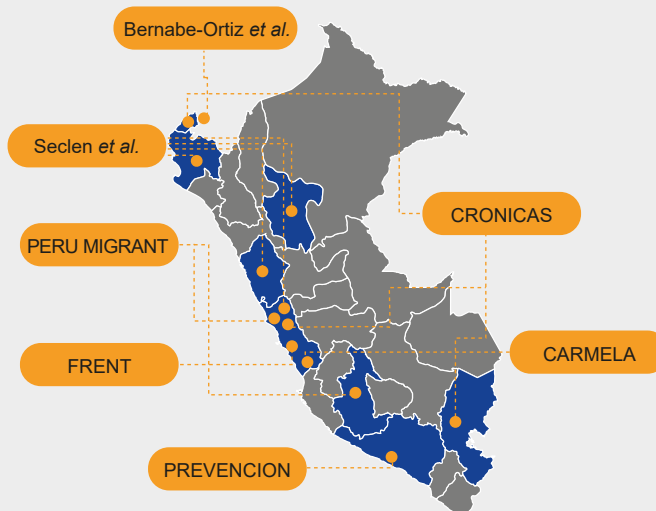 Bernabe-Ortiz et al.
Seclen et al.
CRONICAS
PERU MIGRANT
CARMELA
FRENT
PREVENCION